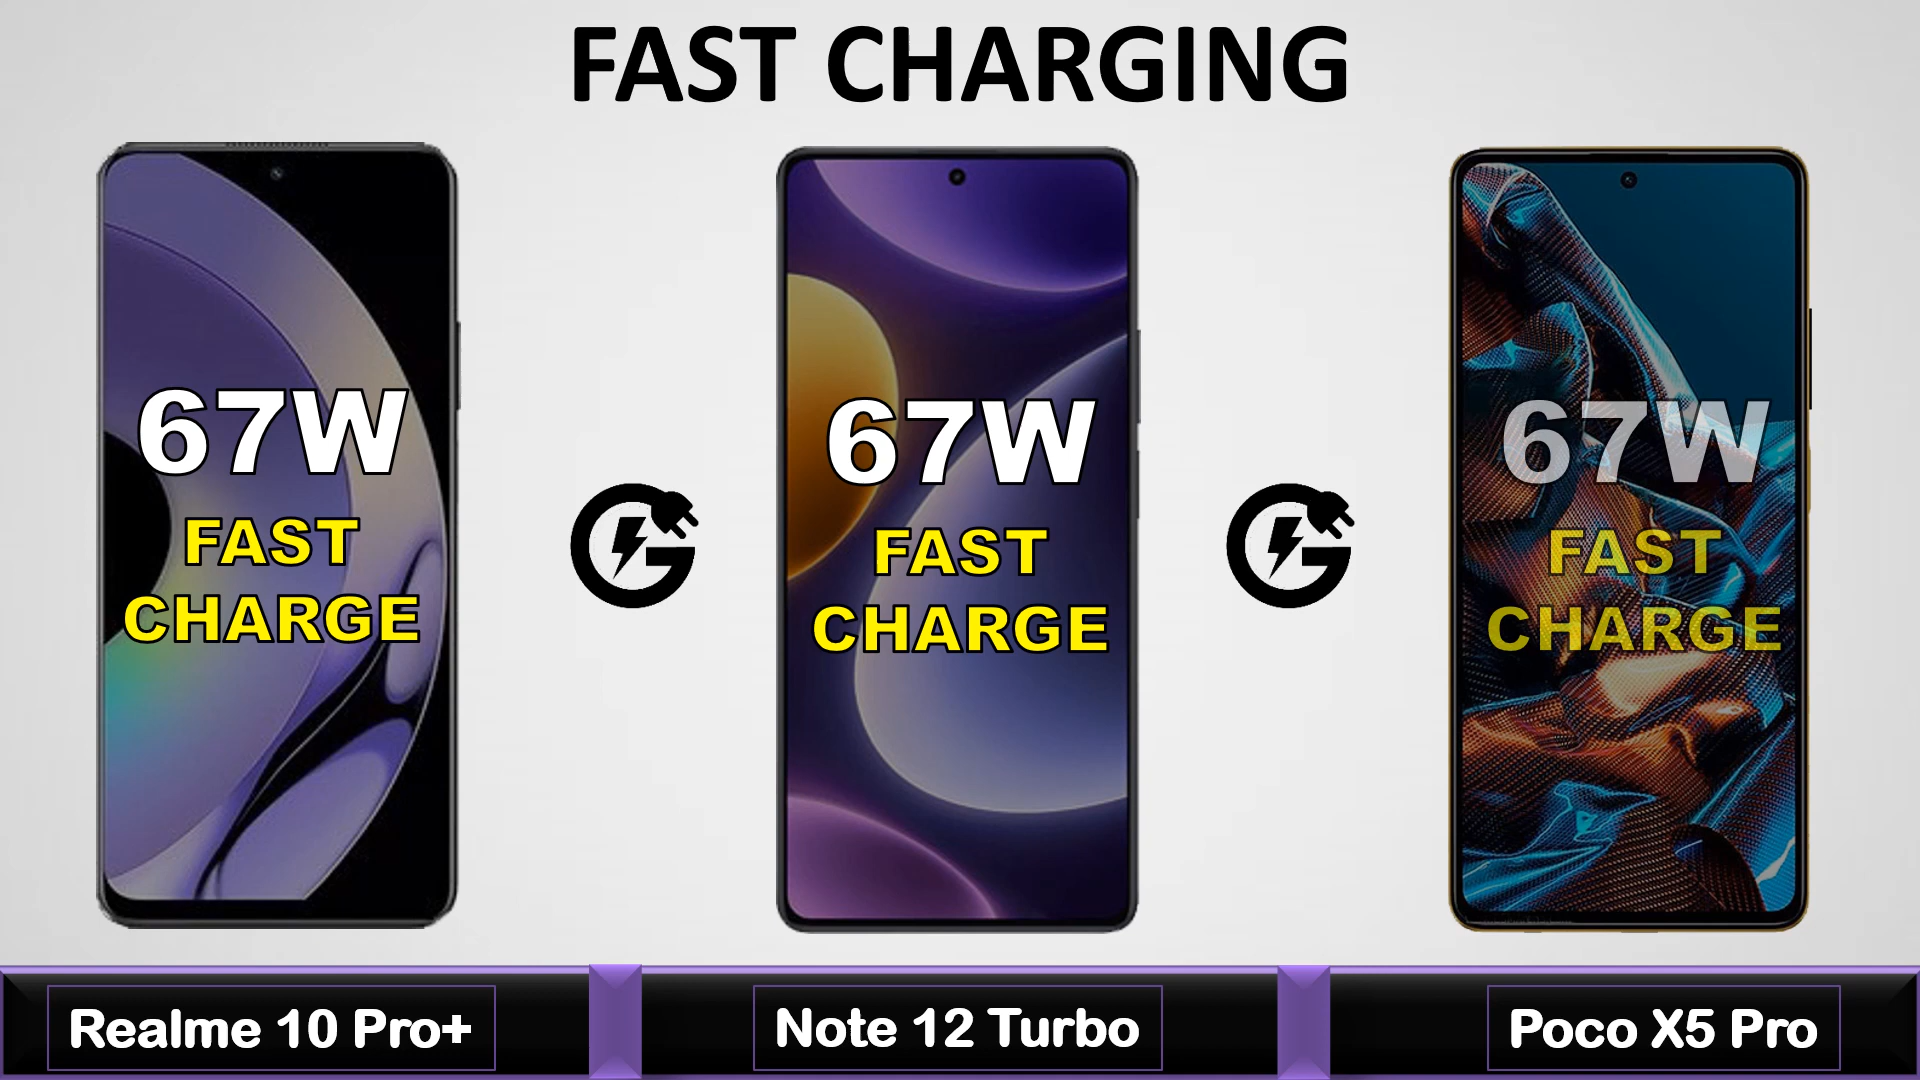 FAST CHARGING
67W
FAST
CHARGE
67W
FAST
CHARGE
67W
FAST
CHARGE
Realme 10 Pro+
Note 12 Turbo
Poco X5 Pro